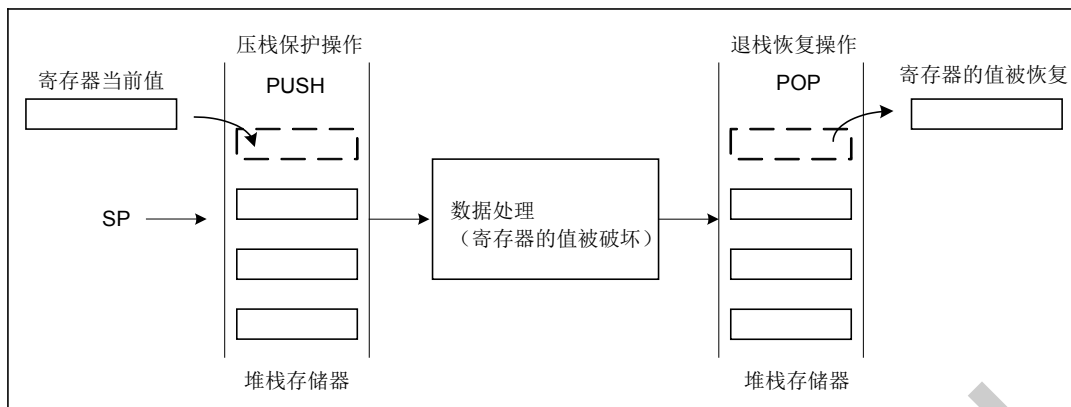 压栈保护操作
退栈恢复操作
寄存器当前值
PUSH
POP
寄存器的值被恢复
SP
数据处理
（寄存器的值被破坏）
堆栈存储器
堆栈存储器